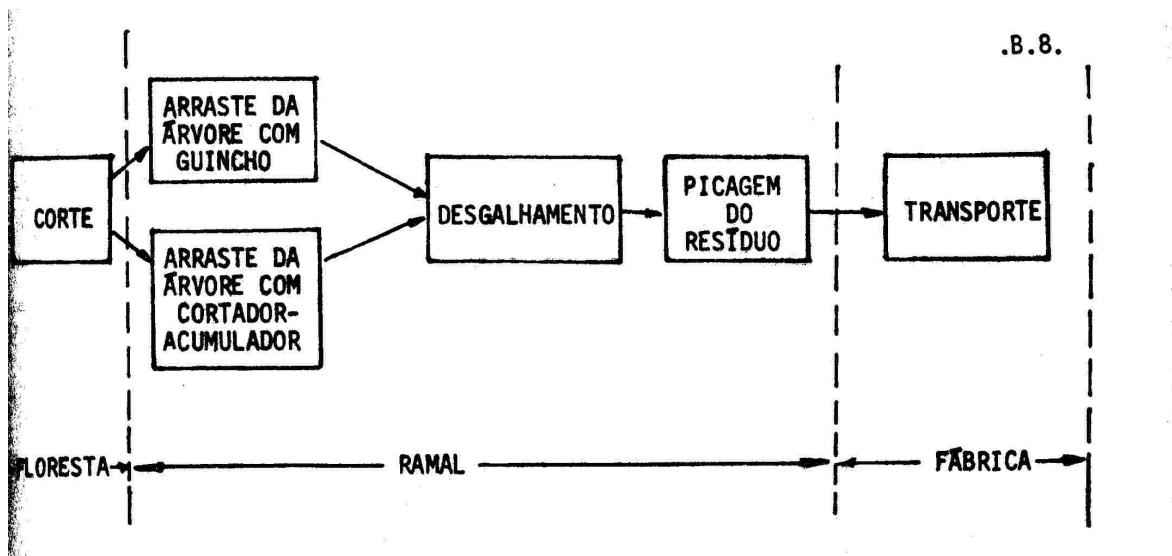 .B.8.
ARRASTE DA
ÁRVORE COM
GUINCHO
CORTE
ARRASTE DA
ÁRVORE COM
CORTADOR-
ACUMULADOR
DESGALHAMENTO
PICAGEM
DO
RESÍDUO
TRANSPORTE
FLORESTA
RAMAL
FÁBRICA